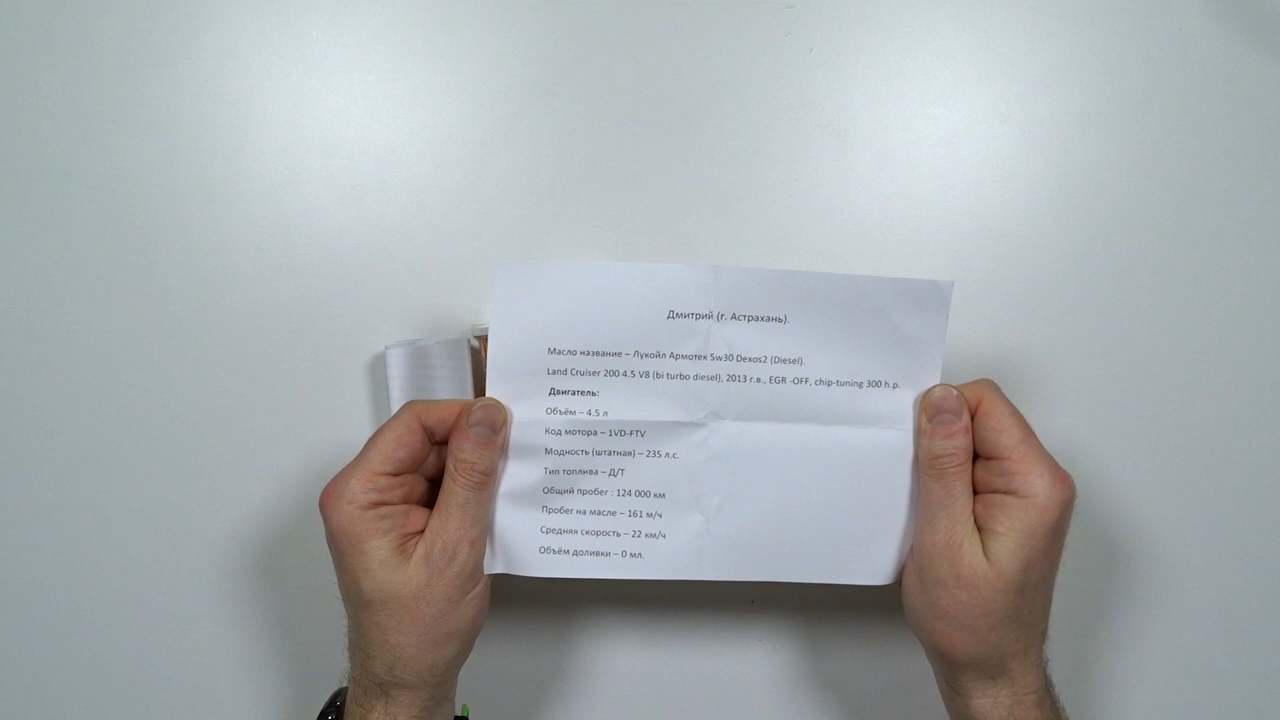 Дмитрий (г. Астрахань).
Масло название – Лукойл Армотек 5w30 Dexos2 (Diesel).
Land Cruiser 200 4.5 V8 (bi turbo diesel), 2013 г.в., EGR -OFF, chip-tuning 300 h.p.
Двигатель:
Объём – 4.5 л
Код мотора – 1VD-FTV
Модность (штатная) – 235 л.с.
Тип топлива – Д/Т
Общий пробег : 124 000 км
Пробег на масле – 161 м/ч
Средняя скорость – 22 км/ч
Объём доливки – 0 мл.